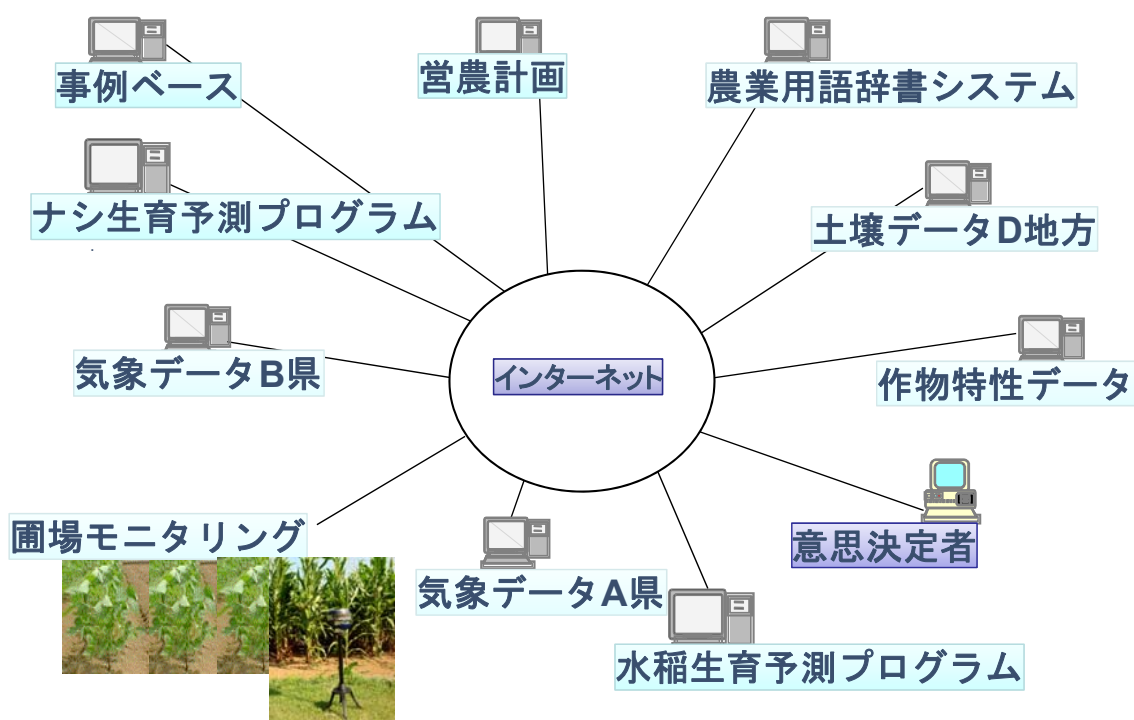 事例ベース
営農計画
農業用語辞書システム
ナシ生育予測プログラム
土壌データD地方
気象データB県
インターネット
作物特性データ
圃場モニタリング
意思決定者
気象データA県
水稲生育予測プログラム